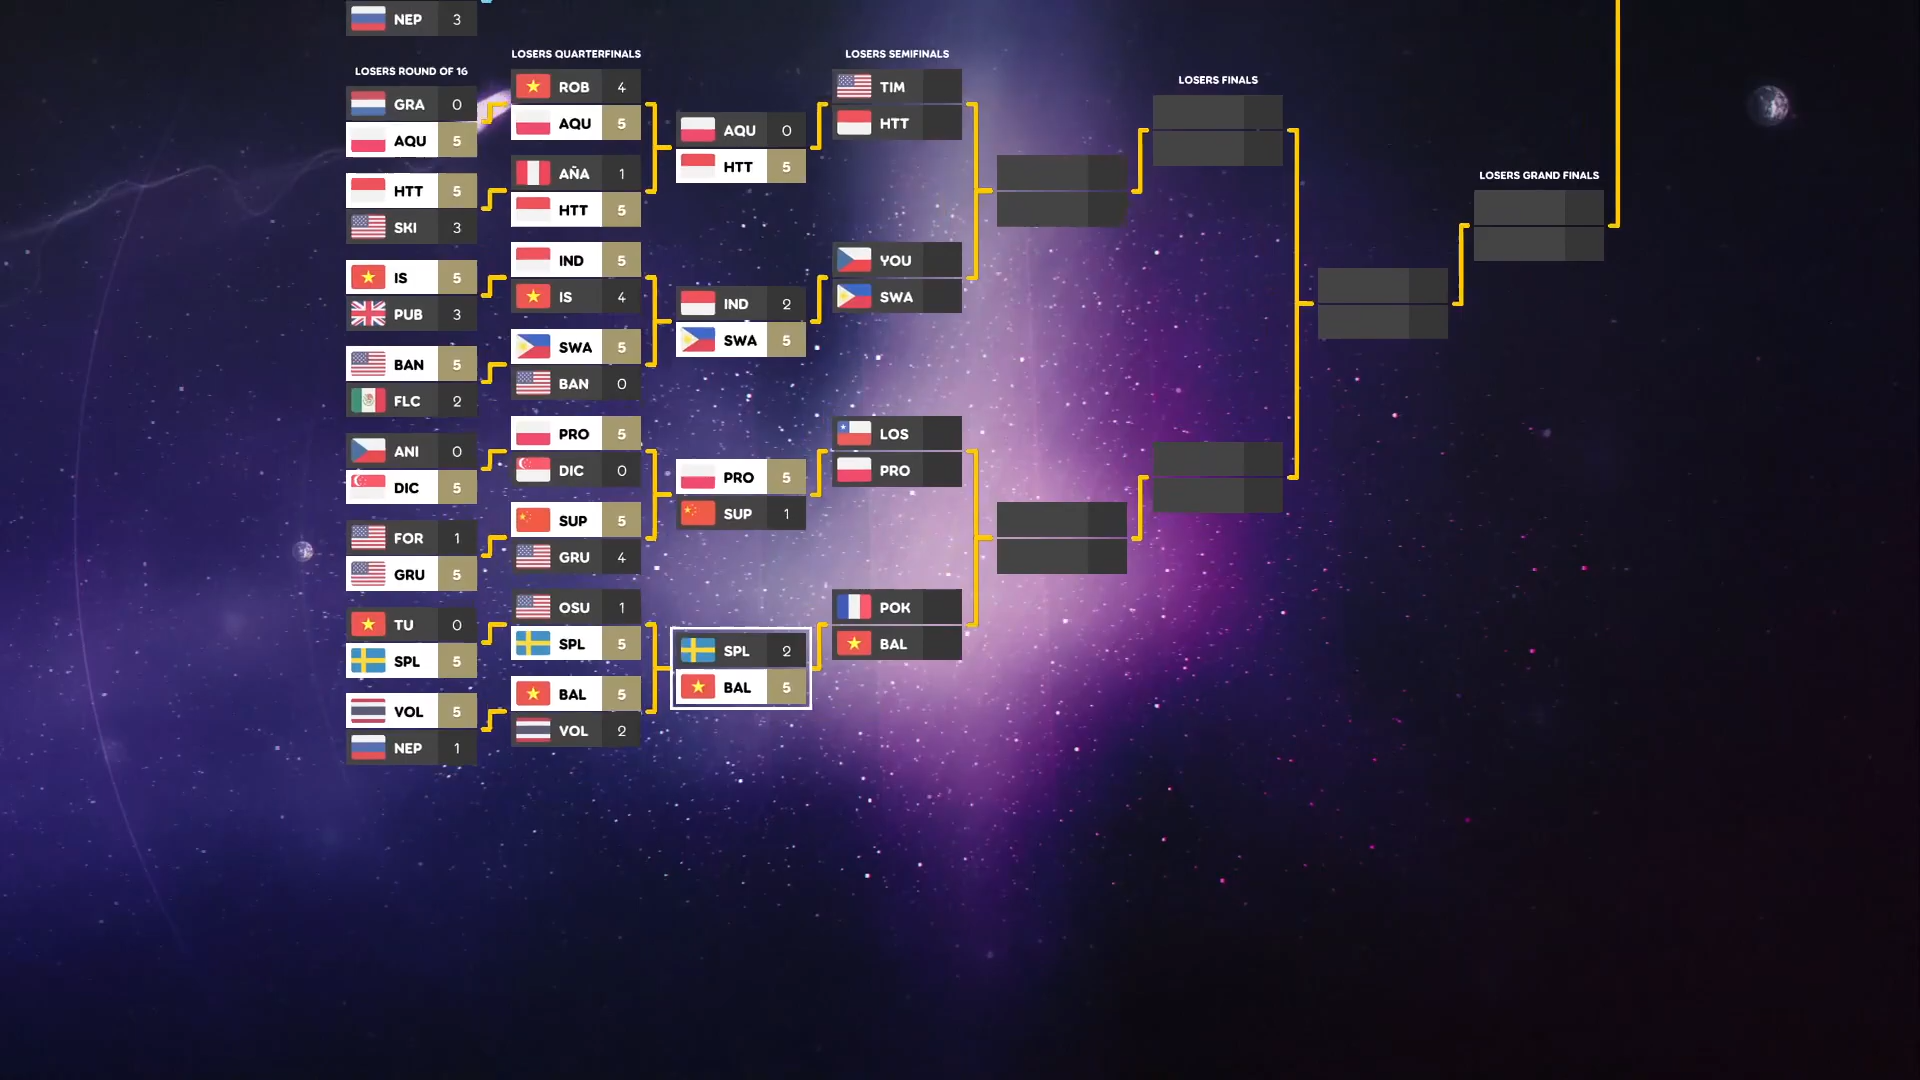 NEP 3
LOSERS ROUND OF 16
GRA 0
AQU 5
HTT 5
SKI 3
IS 5
PUB 3
BAN 5
FLC 2
ANI 0
DIC 5
FOR 1
GRU 5
TU 0
SPL 5
VOL 5
NEP 1
LOSERS QUARTERFINALS
ROB 4
AQU 5
AÑA 1
HTT 5
IND 5
IS 4
SWA 5
BAN 0
PRO 5
DIC 0
SUP 5
GRU 4
OSU 1
SPL 5
BAL 5
VOL 2
AQU 0
HTT 5
IND 2
SWA 5
PRO 5
SUP 1
SPL 2
BAL 5
LOSERS SEMIFINALS
TIM
HTT
YOU
SWA
LOS
PRO
POK
BAL
LOSERS FINALS
LOSERS GRAND FINALS